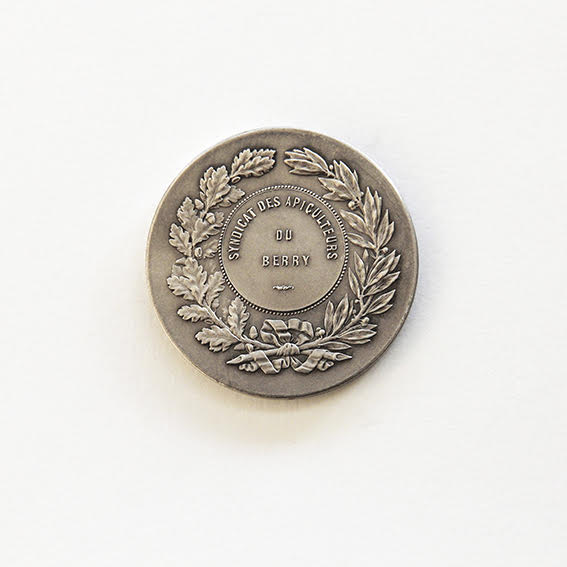 SYNDICAT DES APICULTEURS
DU
BERRY